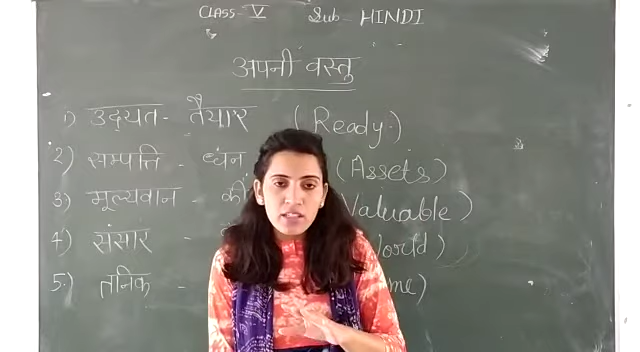 CLASS- V Sub- HINDI
अपनी वस्तु
1) उद्यत - तैयार (Ready)
2) सम्पत्ति - धन (Assets)
3) मूल्यवान - Valuable)
4) संसार -
5) तनिक -